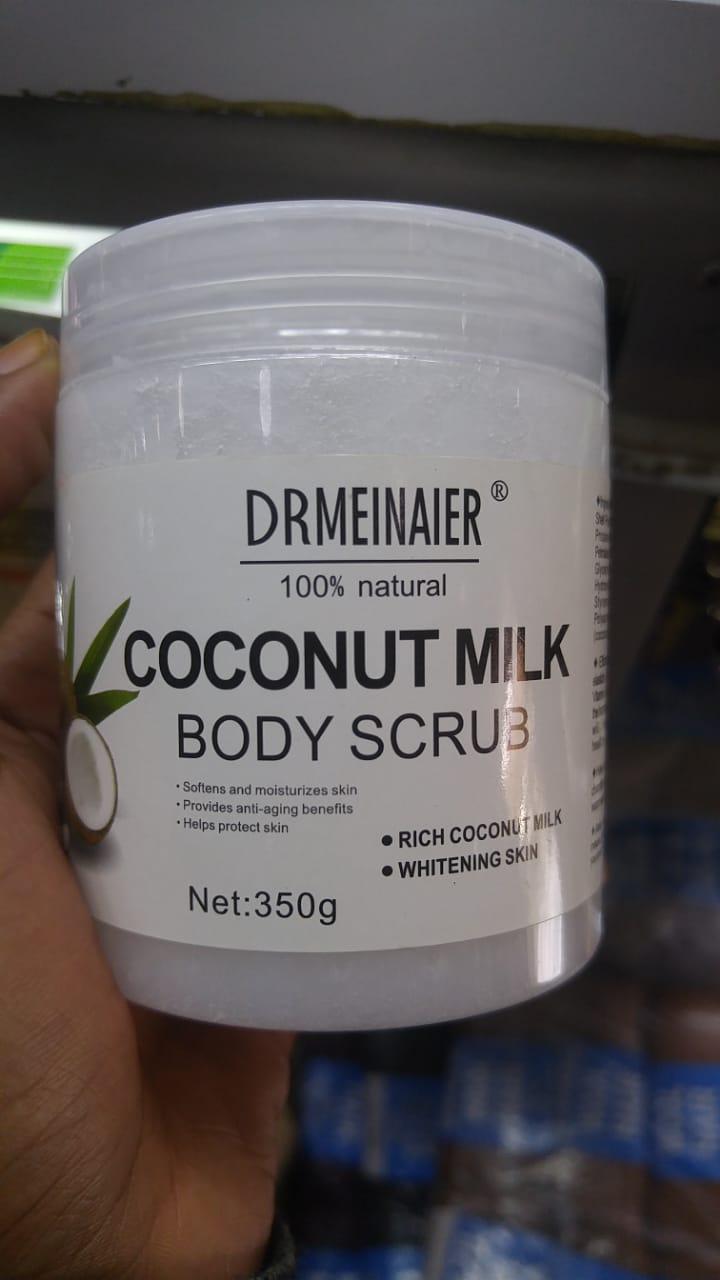 DRMEINAIER®
100% natural
COCONUT MILK
BODY SCRUB
• Softens and moisturizes skin
• Provides anti-aging benefits
• Helps protect skin
• RICH COCONUT MILK
• WHITENING SKIN
Net:350g